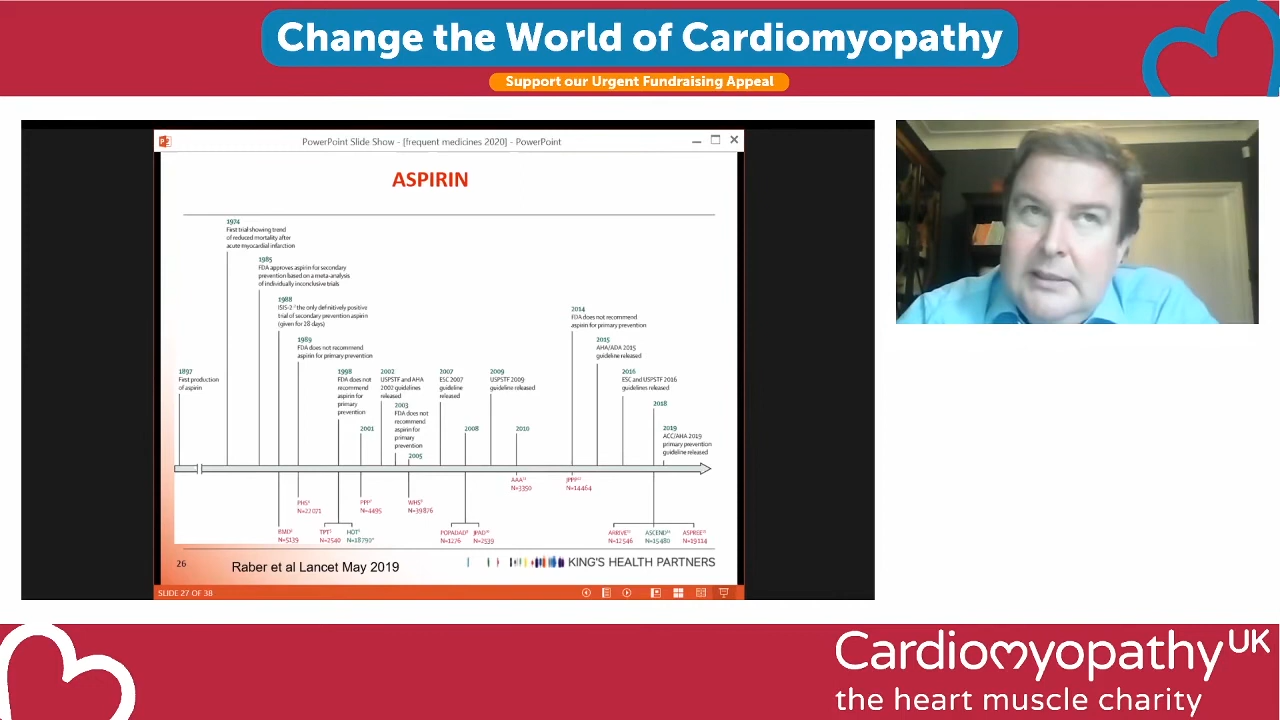 Change the World of Cardiomyopathy
Support our Urgent Fundraising Appeal
PowerPoint Slide Show - [frequent medicines 2020] - PowerPoint
ASPIRIN
1974
First trial showing trend
of reduced mortality after
acute myocardial infarction
1985
FDA approves aspirin for secondary
prevention based on a meta-analysis
of individually inconclusive trials
1988
ISIS-2 the only definitively positive
trial of secondary prevention aspirin
(given for 28 days)
1989
FDA does not recommend
aspirin for primary prevention
2014
FDA does not recommend
aspirin for primary prevention
2015
AHA/ADA 2015
guideline released
1897
First production
of aspirin
1998
FDA does not
recommend
aspirin for
primary
prevention
2002
USPSTF and AHA
2002 guidelines
released
2003
FDA does not
recommend
aspirin for
primary
prevention
2007
ESC 2007
guideline
released
2009
USPSTF 2009
guideline released
2016
ESC and USPSTF 2016
guidelines released
2018
2019
ACC/AHA 2019
primary prevention
guideline released
2001
2005
2008
2010
AAA
N=3350
JPPP
N=14464
PHS
N=22071
PPP
N=4495
WHS
N=39876
BMD
N=5139
TPT
N=2540
HOT
N=18790*
POPADAD
N=1276
JPAD
N=2539
ARRIVE
N=12546
ASCEND
N=15480
ASPREE
N=19114
26
Raber et al Lancet May 2019
KING'S HEALTH PARTNERS
SLIDE 27 OF 38
Cardiomyopathy UK
the heart muscle charity